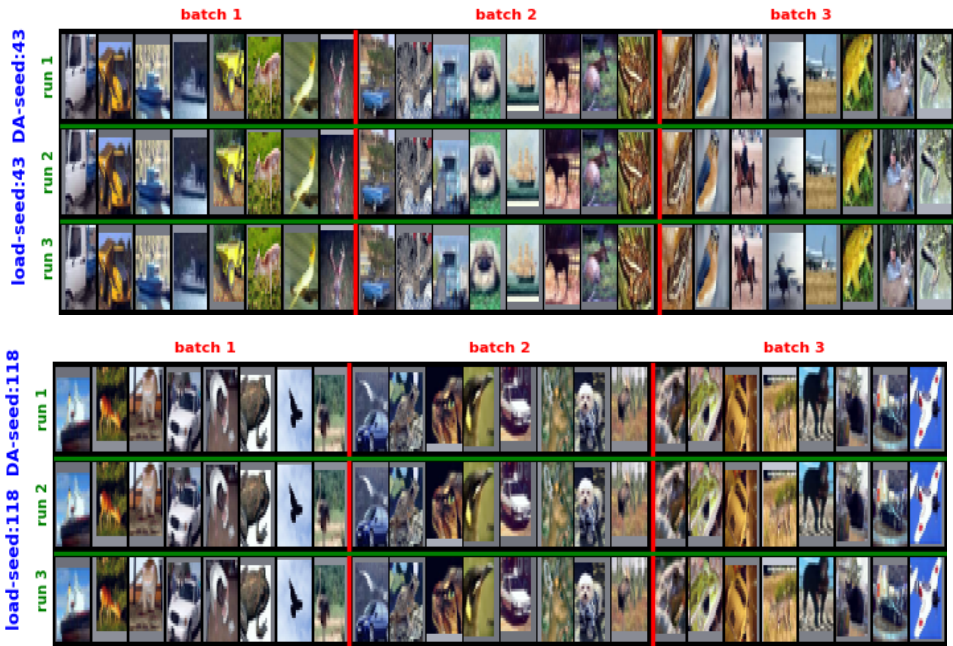 batch 1 batch 2 batch 3
load-seed:43 DA-seed:43
run 1
run 2
run 3
batch 1 batch 2 batch 3
load-seed:118 DA-seed:118
run 1
run 2
run 3